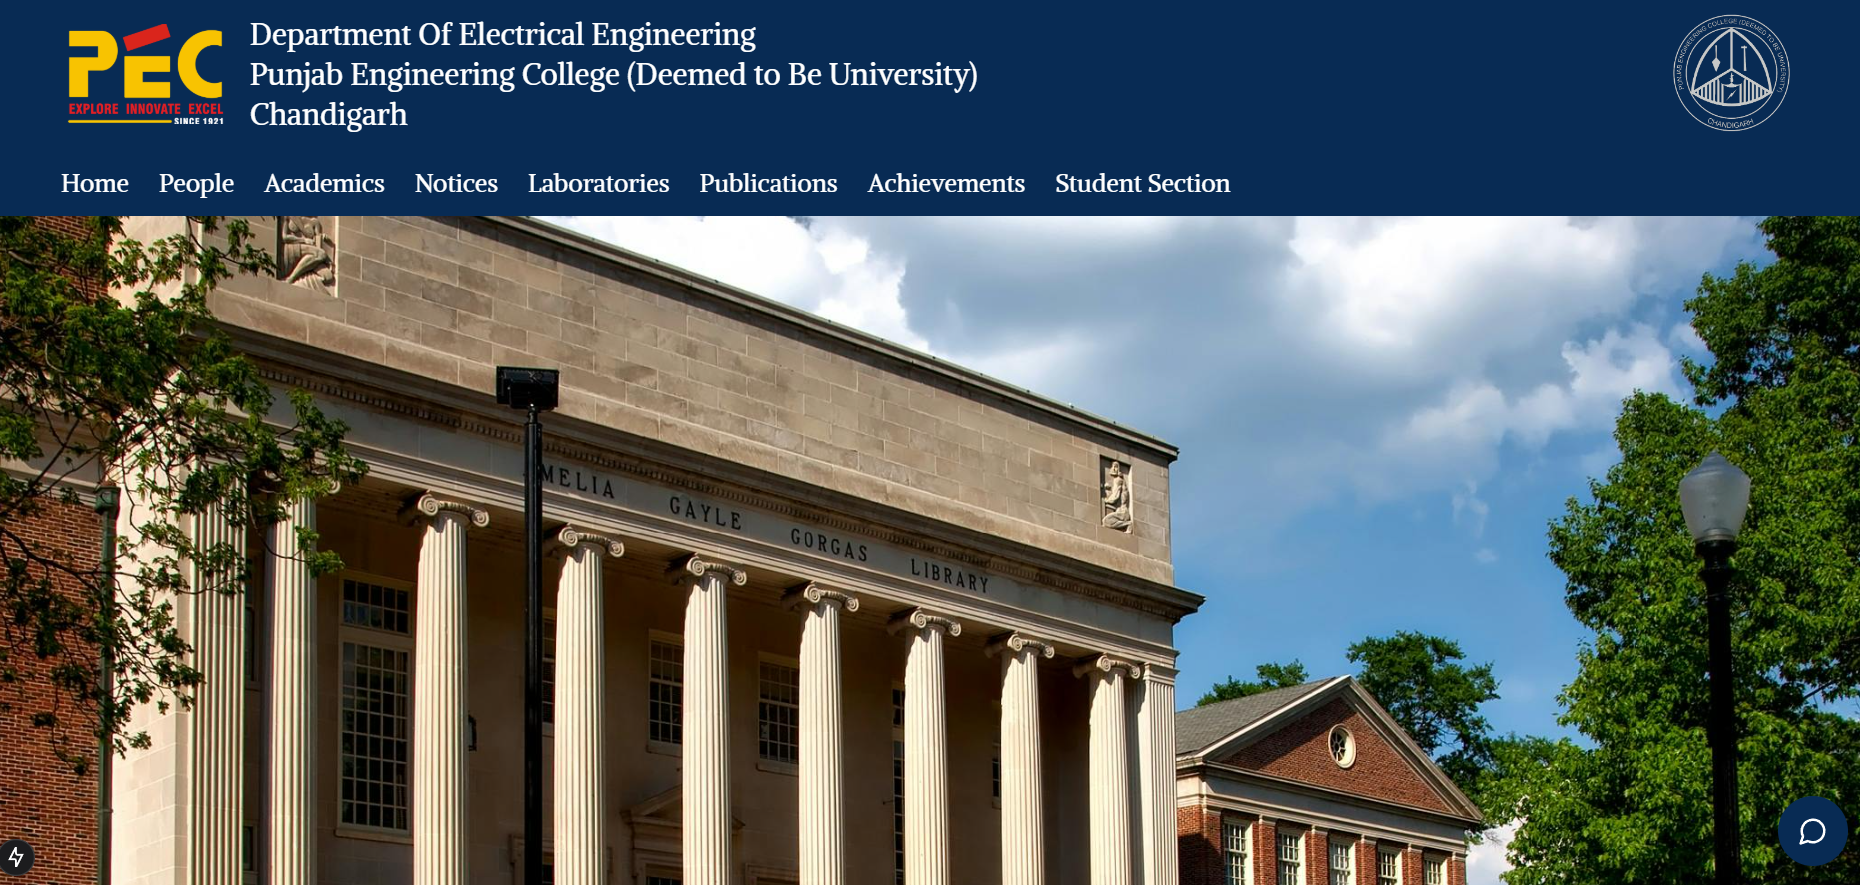 PEC
EXPLORE INNOVATE EXCEL
SINCE 1921
Department Of Electrical Engineering
Punjab Engineering College (Deemed to Be University)
Chandigarh
PUNJAB ENGINEERING COLLEGE (DEEMED TO BE UNIVERSITY)
CHANDIGARH
Home People Academics Notices Laboratories Publications Achievements Student Section
MELIA GAYLE GORGAS LIBRARY